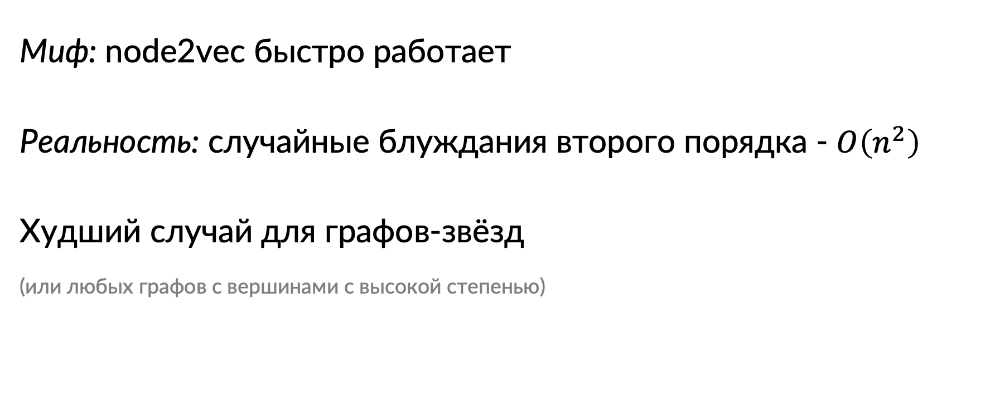 Миф: node2vec быстро работает
Реальность: случайные блуждания второго порядка - O(n²)
Худший случай для графов-звёзд
(или любых графов с вершинами с высокой степенью)